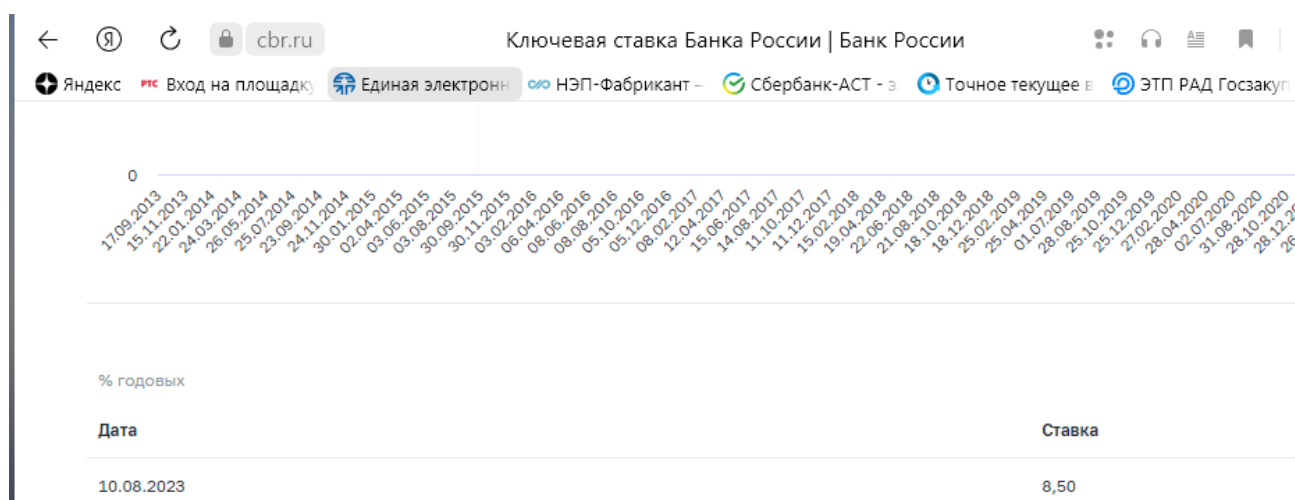 cbr.ru Ключевая ставка Банка России | Банк России
Яндекс РТС Вход на площадку Единая электронн НЭП-Фабрикант – Сбербанк-АСТ - э Точное текущее в ЭТП РАД Госзакуп
0
17.09.2013 15.11.2013 22.01.2014 24.03.2014 26.05.2014 25.07.2014 23.09.2014 24.11.2014 30.01.2015 02.04.2015 03.06.2015 03.08.2015 30.09.2015 30.11.2015 03.02.2016 06.04.2016 08.06.2016 08.08.2016 05.10.2016 05.12.2016 08.02.2017 12.04.2017 15.06.2017 14.08.2017 11.10.2017 11.12.2017 15.02.2018 19.04.2018 22.06.2018 21.08.2018 18.10.2018 18.12.2018 25.02.2019 25.04.2019 01.07.2019 28.08.2019 25.10.2019 25.12.2019 27.02.2020 28.04.2020 02.07.2020 31.08.2020 28.10.2020
% годовых
Дата Ставка
10.08.2023 8,50